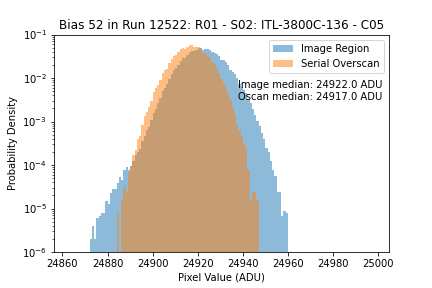 Bias 52 in Run 12522: R01 - S02: ITL-3800C-136 - C05
Image Region
Serial Overscan
Image median: 24922.0 ADU
Oscan median: 24917.0 ADU
Probability Density
10⁻¹
10⁻²
10⁻³
10⁻⁴
10⁻⁵
10⁻⁶
24860 24880 24900 24920 24940 24960 24980 25000
Pixel Value (ADU)